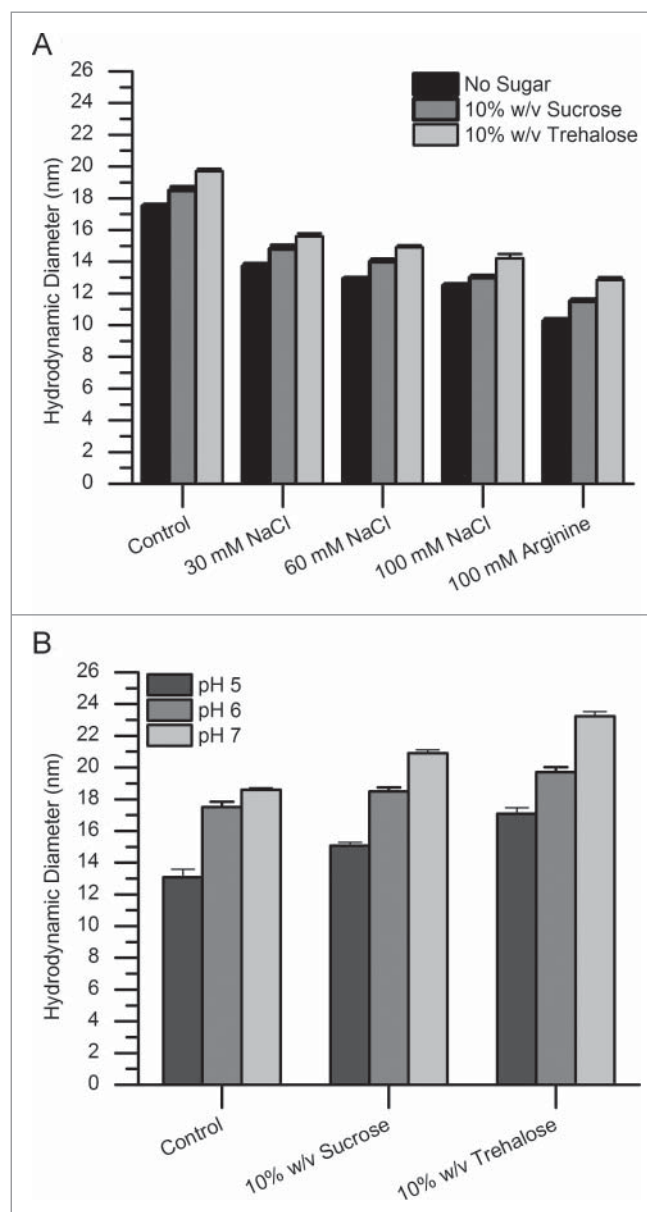 A
Hydrodynamic Diameter (nm)
26
24
22
20
18
16
14
12
10
8
6
4
2
0
No Sugar
10% w/v Sucrose
10% w/v Trehalose
Control
30 mM NaCl
60 mM NaCl
100 mM NaCl
100 mM Arginine
B
Hydrodynamic Diameter (nm)
26
24
22
20
18
16
14
12
10
8
6
4
2
0
pH 5
pH 6
pH 7
Control
10% w/v Sucrose
10% w/v Trehalose